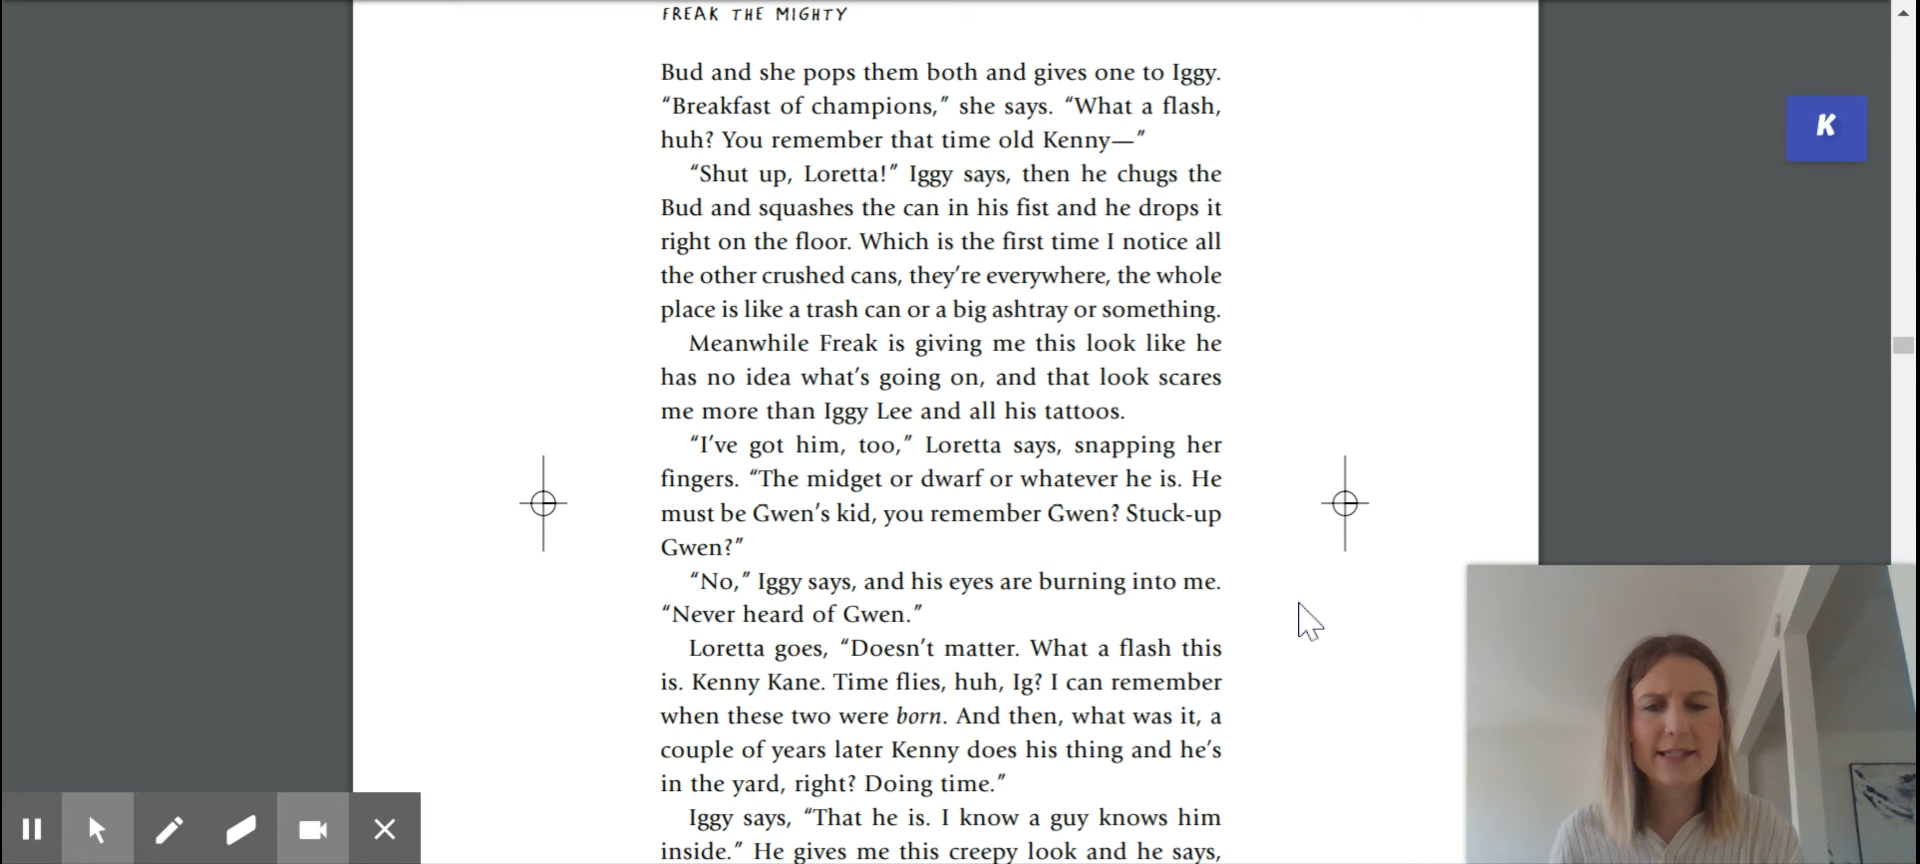 FREAK THE MIGHTY
Bud and she pops them both and gives one to Iggy.
“Breakfast of champions,” she says. “What a flash,
huh? You remember that time old Kenny—”
“Shut up, Loretta!” Iggy says, then he chugs the
Bud and squashes the can in his fist and he drops it
right on the floor. Which is the first time I notice all
the other crushed cans, they’re everywhere, the whole
place is like a trash can or a big ashtray or something.
Meanwhile Freak is giving me this look like he
has no idea what’s going on, and that look scares
me more than Iggy Lee and all his tattoos.
“I’ve got him, too,” Loretta says, snapping her
fingers. “The midget or dwarf or whatever he is. He
must be Gwen’s kid, you remember Gwen? Stuck-up
Gwen?”
“No,” Iggy says, and his eyes are burning into me.
“Never heard of Gwen.”
Loretta goes, “Doesn’t matter. What a flash this
is. Kenny Kane. Time flies, huh, Ig? I can remember
when these two were born. And then, what was it, a
couple of years later Kenny does his thing and he’s
in the yard, right? Doing time.”
Iggy says, “That he is. I know a guy knows him
inside.” He gives me this creepy look and he says,
K